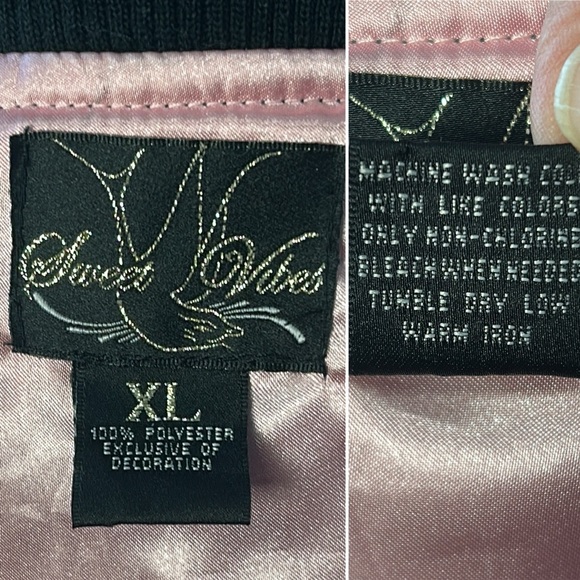 Sweet Vibes
XL
100% POLYESTER
EXCLUSIVE OF
DECORATION
MACHINE WASH COL
WITH LIKE COLORS
ONLY NON-CHLORINE
BLEACH WHEN NEEDED
TUMBLE DRY LOW
WARM IRON